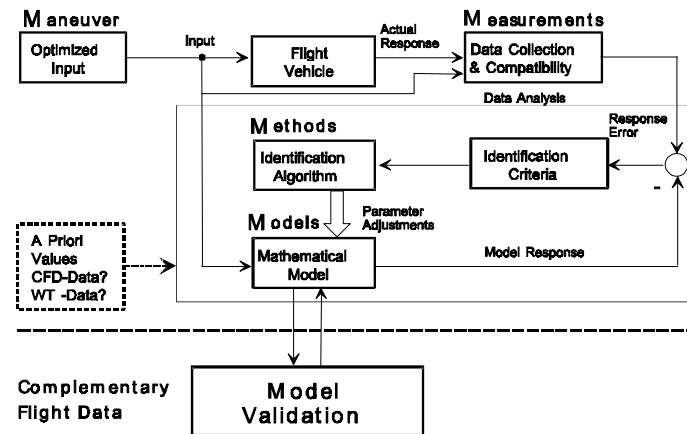 Maneuver
Optimized
Input
Input
Flight
Vehicle
Actual
Response
Measurements
Data Collection
& Compatibility
Data Analysis
Response
Error
-
Methods
Identification
Algorithm
Identification
Criteria
Parameter
Adjustments
Models
Mathematical
Model
Model Response
A Priori
Values
CFD-Data?
WT -Data?
Complementary
Flight Data
Model
Validation